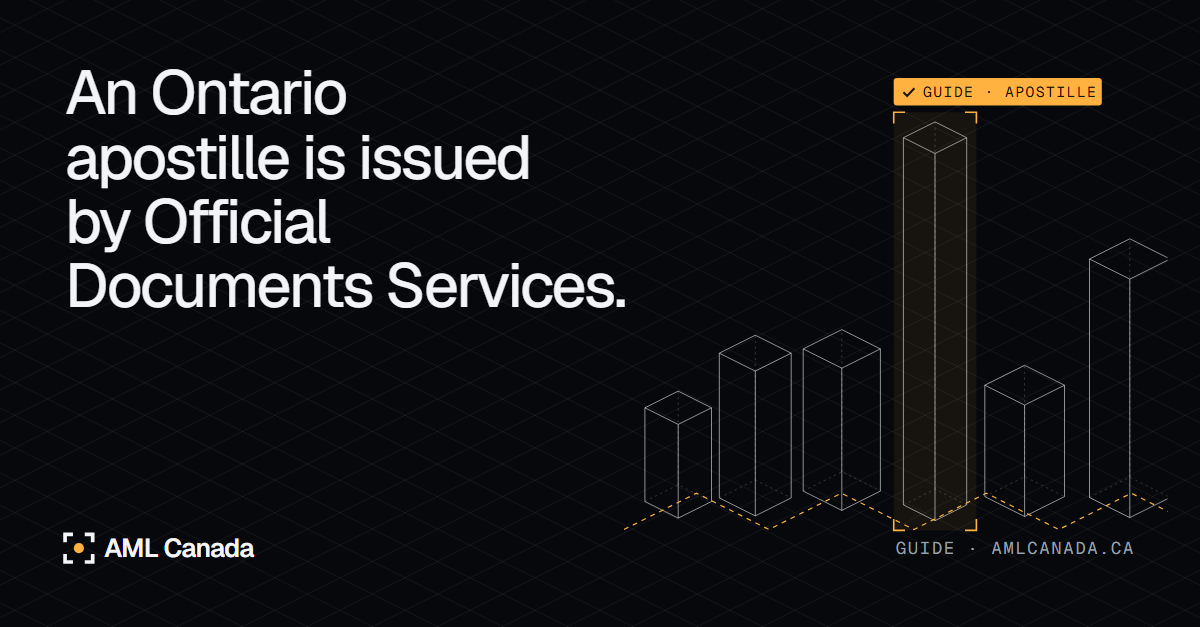 An Ontario
apostille is issued
by Official
Documents Services.
GUIDE · APOSTILLE
AML Canada
GUIDE · AMLCANADA.CA